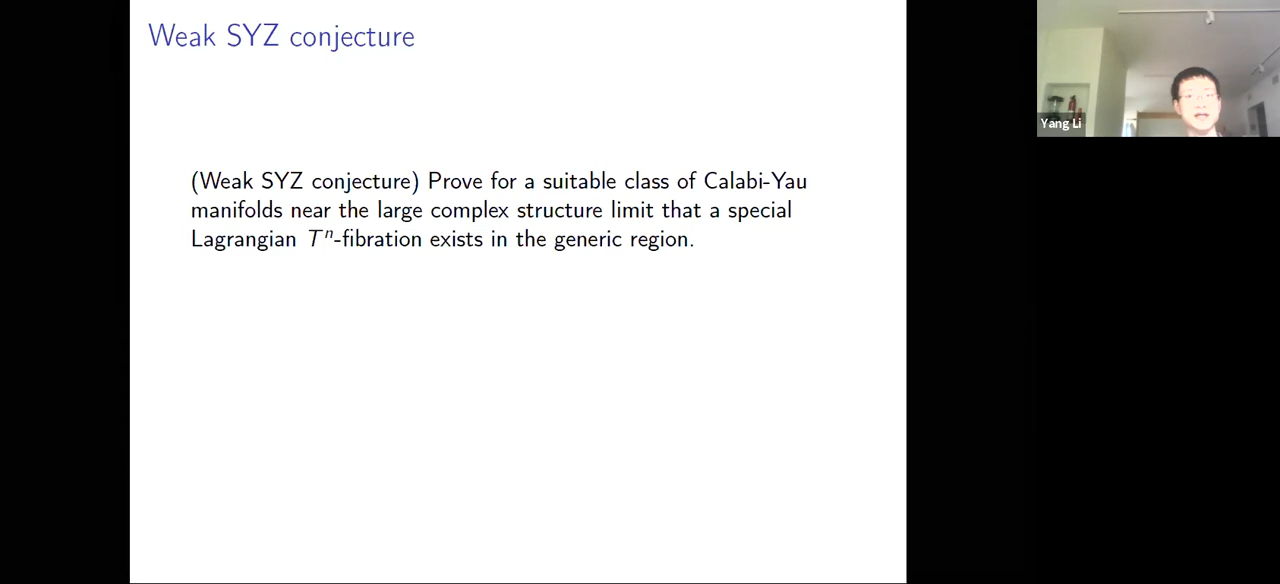 Weak SYZ conjecture
(Weak SYZ conjecture) Prove for a suitable class of Calabi-Yau
manifolds near the large complex structure limit that a special
Lagrangian Tⁿ-fibration exists in the generic region.
Yang Li